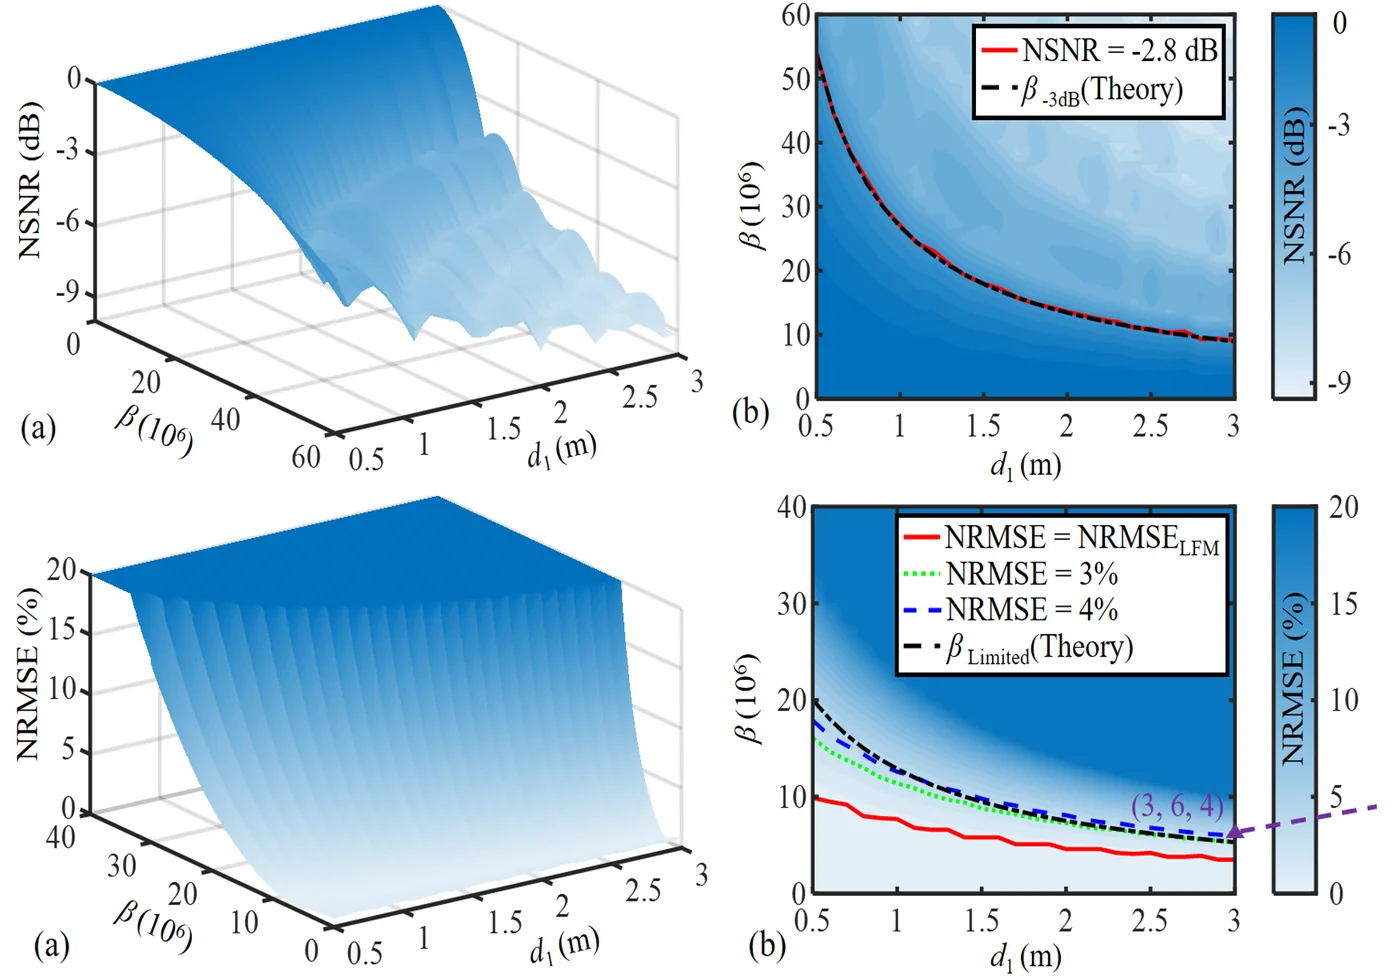 0
-3
-6
-9
NSNR (dB)
0
20
40
60
β (10⁶)
0.5
1
1.5
2
2.5
3
d₁ (m)
(a)
60
50
40
30
20
10
0
β (10⁶)
NSNR = -2.8 dB
β -3dB (Theory)
0.5
1
1.5
2
2.5
3
d₁ (m)
(b)
0
-3
-6
-9
NSNR (dB)
20
15
10
5
0
NRMSE (%)
40
30
20
10
0
β (10⁶)
0.5
1
1.5
2
2.5
3
d₁ (m)
(a)
40
30
20
10
0
β (10⁶)
NRMSE = NRMSE LFM
NRMSE = 3%
NRMSE = 4%
β Limited (Theory)
(3, 6, 4)
0.5
1
1.5
2
2.5
3
d₁ (m)
(b)
20
15
10
5
0
NRMSE (%)